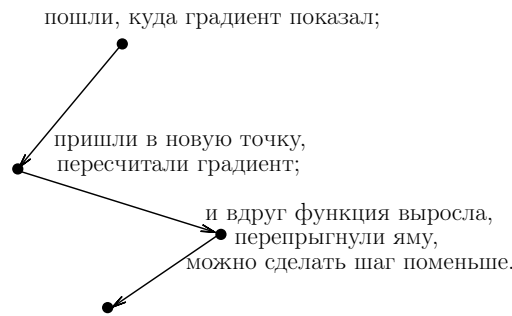 пошли, куда градиент показал;
пришли в новую точку,
пересчитали градиент;
и вдруг функция выросла,
перепрыгнули яму,
можно сделать шаг поменьше.